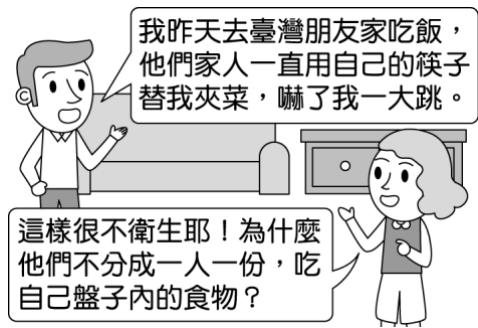 我昨天去臺灣朋友家吃飯，
他們家人一直用自己的筷子
替我夾菜，嚇了我一大跳。
這樣很不衛生耶！為什麼
他們不分成一人一份，吃
自己盤子內的食物？